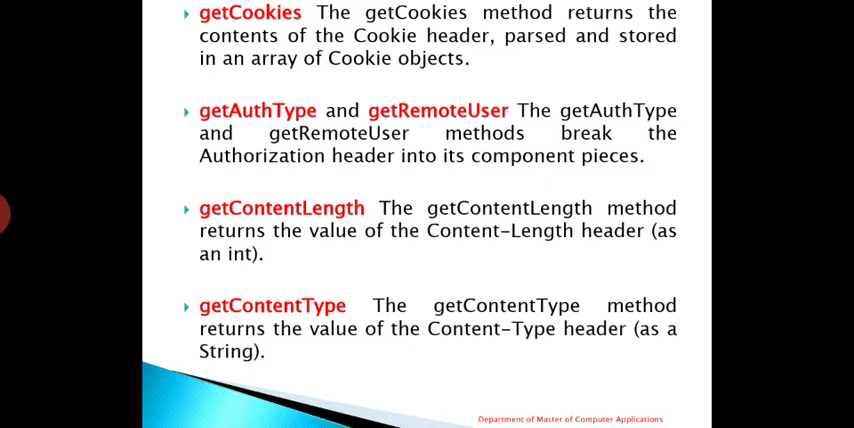 getCookies The getCookies method returns the
contents of the Cookie header, parsed and stored
in an array of Cookie objects.
getAuthType and getRemoteUser The getAuthType
and getRemoteUser methods break the
Authorization header into its component pieces.
getContentLength The getContentLength method
returns the value of the Content-Length header (as
an int).
getContentType The getContentType method
returns the value of the Content-Type header (as a
String).
Department of Master of Computer Applications